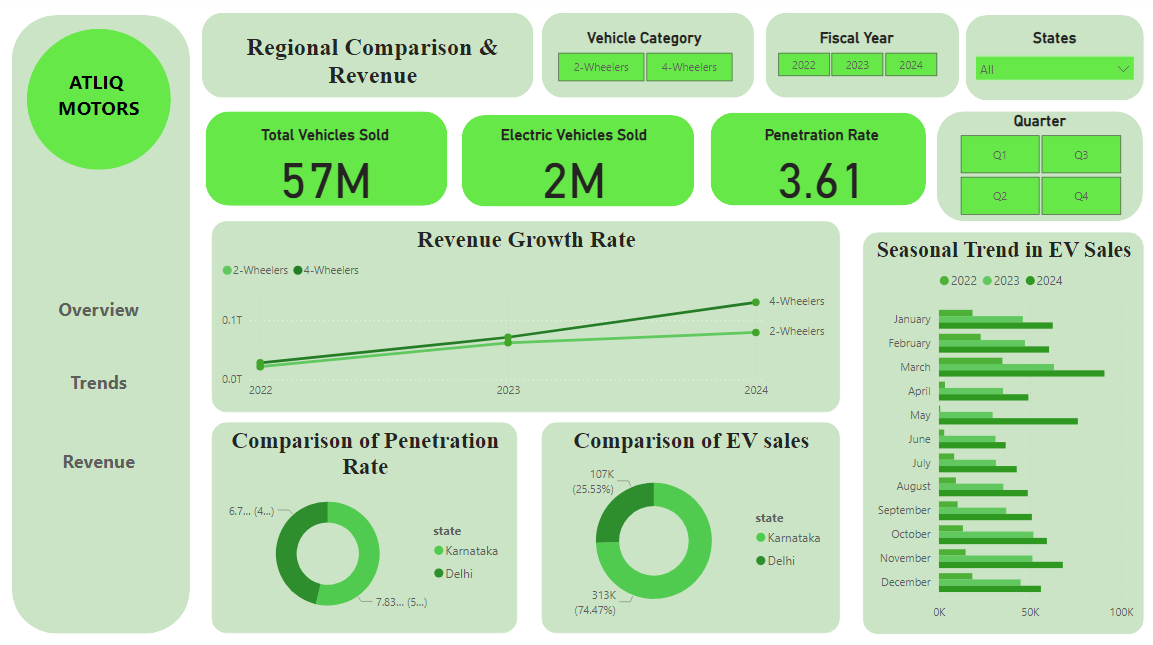 ATLIQ
MOTORS
Overview
Trends
Revenue
Regional Comparison &
Revenue
Vehicle Category
2-Wheelers
4-Wheelers
Fiscal Year
2022
2023
2024
States
All
Total Vehicles Sold
57M
Electric Vehicles Sold
2M
Penetration Rate
3.61
Quarter
Q1
Q3
Q2
Q4
Revenue Growth Rate
2-Wheelers 4-Wheelers
0.1T
0.0T
4-Wheelers
2-Wheelers
2022
2023
2024
Seasonal Trend in EV Sales
2022 2023 2024
January
February
March
April
May
June
July
August
September
October
November
December
0K
50K
100K
Comparison of Penetration
Rate
6.7... (4...)
7.83... (5...)
state
Karnataka
Delhi
Comparison of EV sales
107K
(25.53%)
313K
(74.47%)
state
Karnataka
Delhi